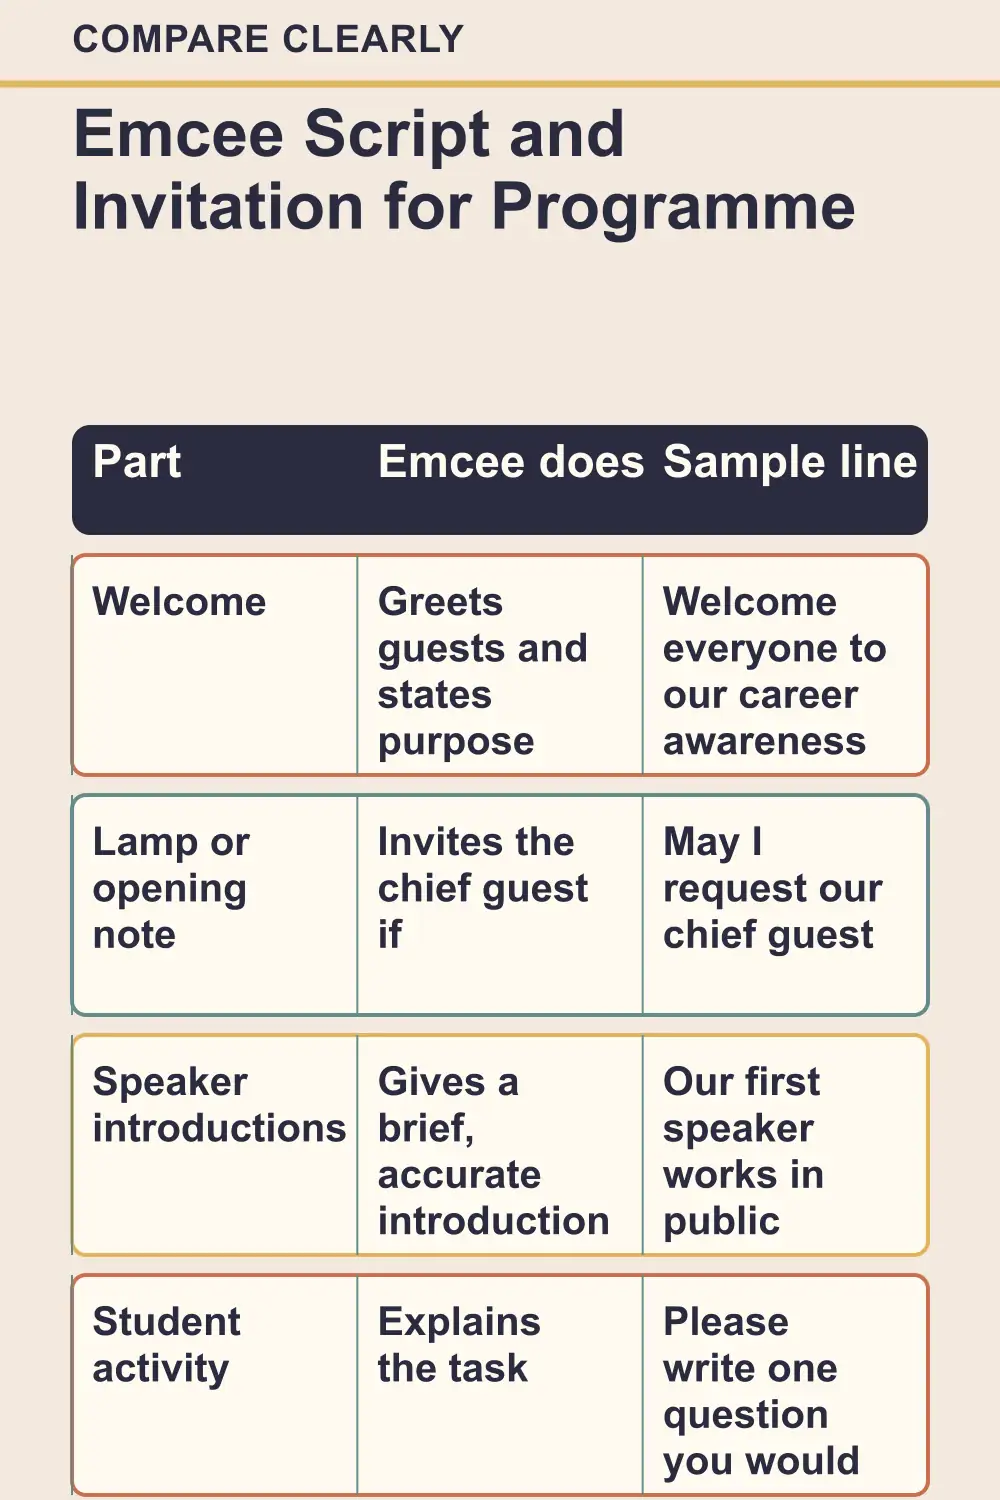 COMPARE CLEARLY
Emcee Script and
Invitation for Programme
Part
Emcee does
Sample line
Welcome
Greets
guests and
states
purpose
Welcome
everyone to
our career
awareness
Lamp or
opening
note
Invites the
chief guest
if
May I
request our
chief guest
Speaker
introductions
Gives a
brief,
accurate
introduction
Our first
speaker
works in
public
Student
activity
Explains
the task
Please
write one
question
you would